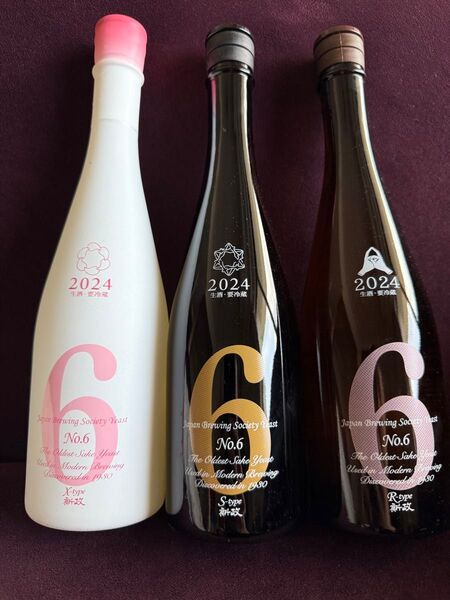 2024
生酒・要冷蔵
6
Japan Brewing Society Yeast
No.6
The Oldest Sake Yeast
Used in Modern Brewing
Discovered in 1930
X-type
新政
2024
生酒・要冷蔵
6
Japan Brewing Society Yeast
No.6
The Oldest Sake Yeast
Used in Modern Brewing
Discovered in 1930
S-type
新政
2024
生酒・要冷蔵
6
Japan Brewing Society Yeast
No.6
The Oldest Sake Yeast
Used in Modern Brewing
Discovered in 1930
R-type
新政